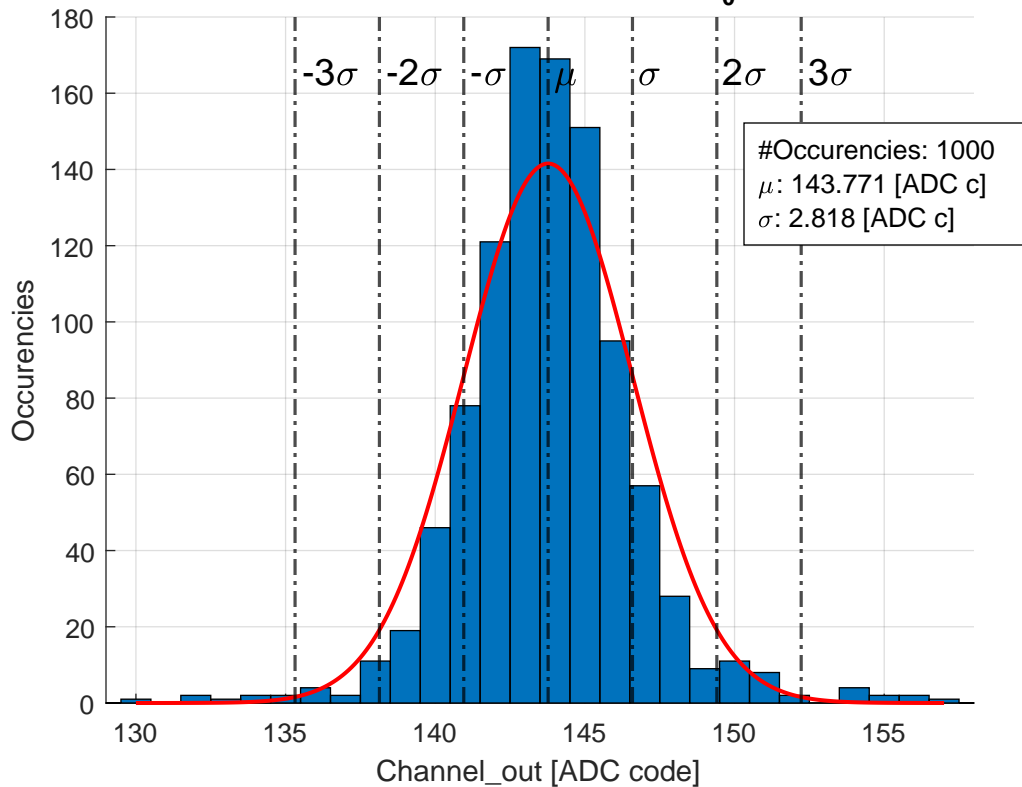 180
160
140
120
100
80
60
40
20
0
Occurencies
-3σ -2σ -σ μ σ 2σ 3σ
#Occurencies: 1000
μ: 143.771 [ADC c]
σ: 2.818 [ADC c]
130 135 140 145 150 155
Channel_out [ADC code]